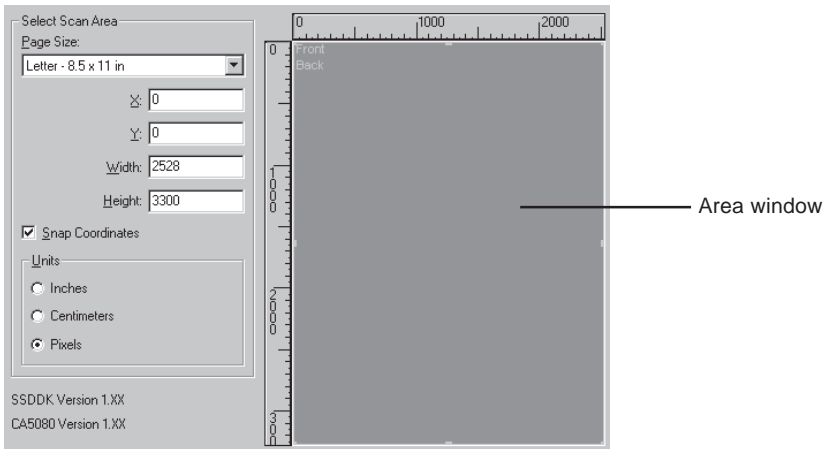 Select Scan Area
Page Size:
Letter - 8.5 x 11 in
X: 0
Y: 0
Width: 2528
Height: 3300
Snap Coordinates
Units
Inches
Centimeters
Pixels
SSDDK Version 1.XX
CA5080 Version 1.XX
0 1000 2000
0
1000
2000
300
Front
Back
Area window